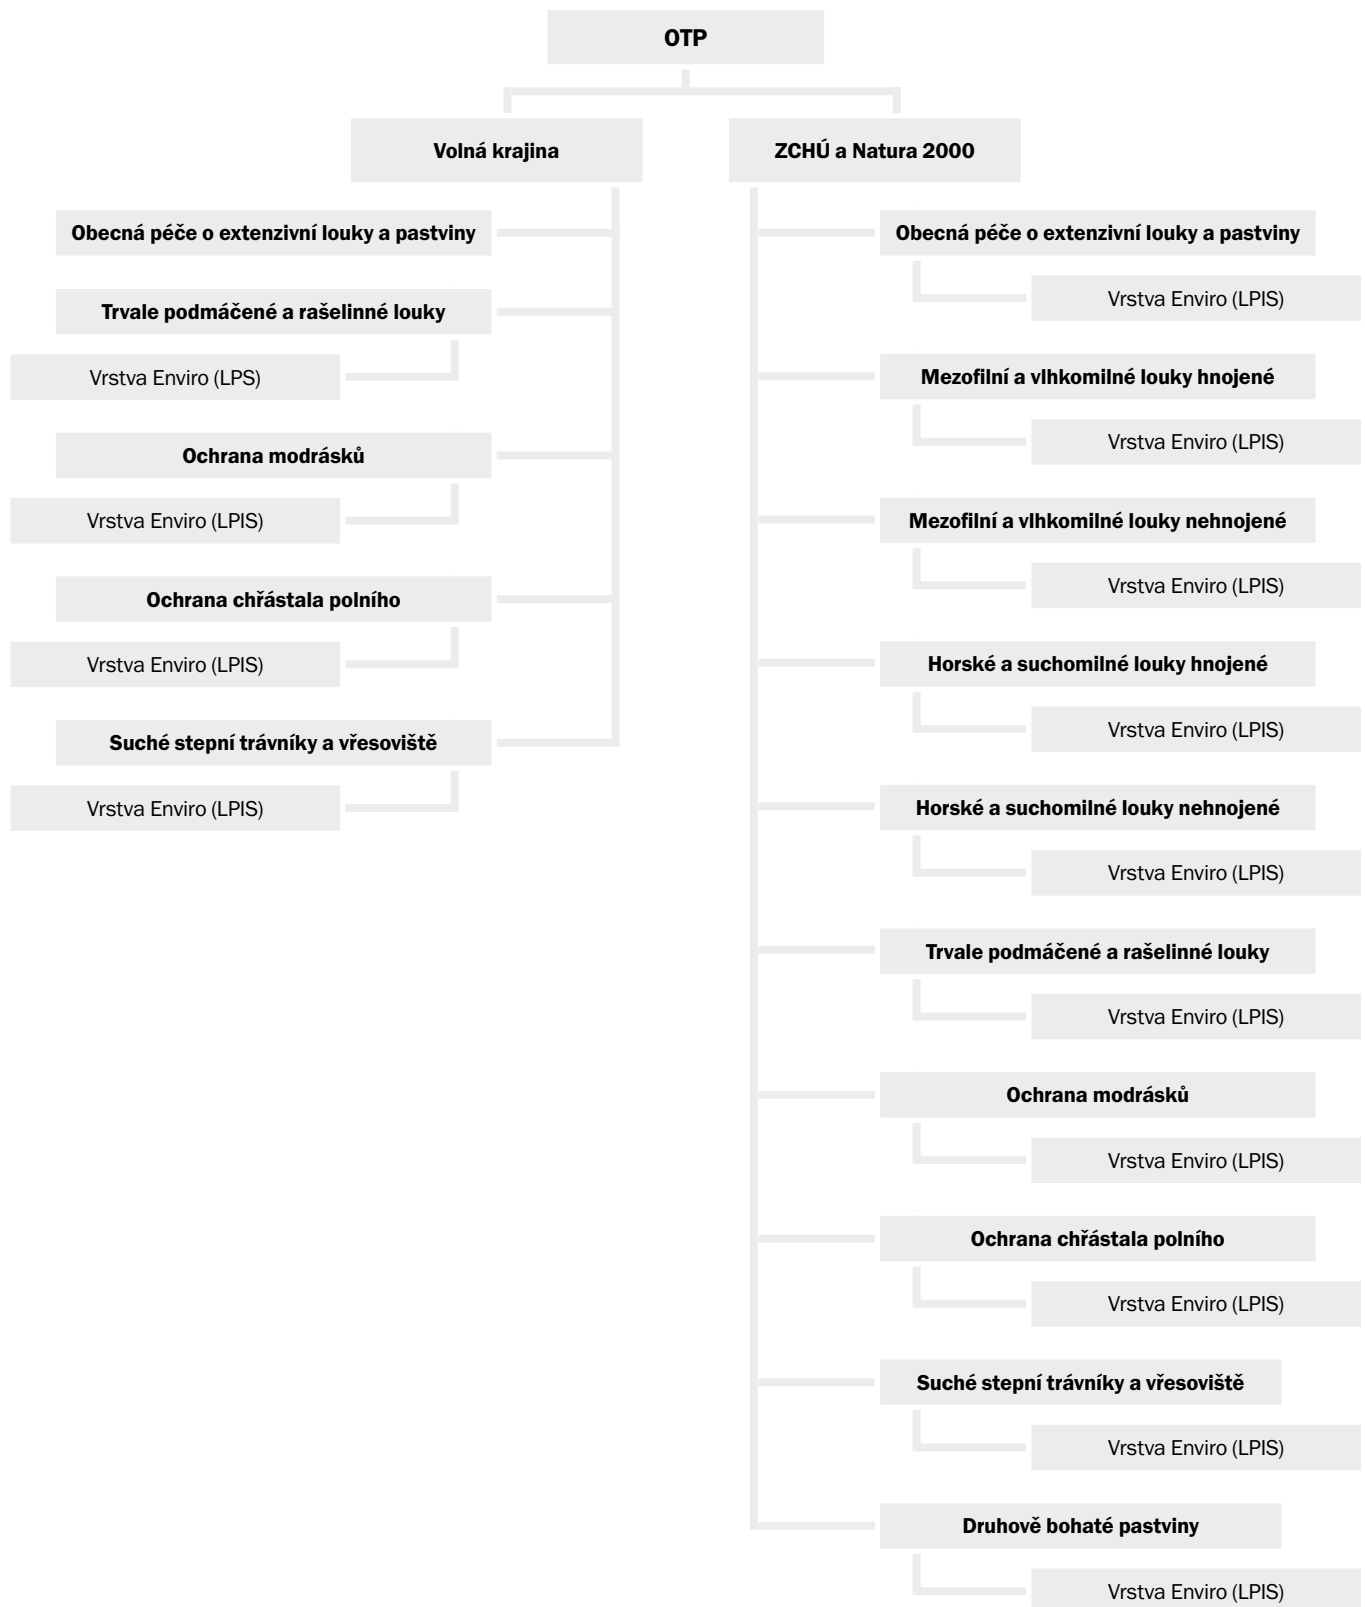 OTP
Volná krajina
Obecná péče o extenzivní louky a pastviny
Trvale podmáčené a rašelinné louky
Vrstva Enviro (LPS)
Ochrana modrásků
Vrstva Enviro (LPIS)
Ochrana chřástala polního
Vrstva Enviro (LPIS)
Suché stepní trávníky a vřesoviště
Vrstva Enviro (LPIS)
ZCHÚ a Natura 2000
Obecná péče o extenzivní louky a pastviny
Vrstva Enviro (LPIS)
Mezofilní a vlhkomilné louky hnojené
Vrstva Enviro (LPIS)
Mezofilní a vlhkomilné louky nehnojené
Vrstva Enviro (LPIS)
Horské a suchomilné louky hnojené
Vrstva Enviro (LPIS)
Horské a suchomilné louky nehnojené
Vrstva Enviro (LPIS)
Trvale podmáčené a rašelinné louky
Vrstva Enviro (LPIS)
Ochrana modrásků
Vrstva Enviro (LPIS)
Ochrana chřástala polního
Vrstva Enviro (LPIS)
Suché stepní trávníky a vřesoviště
Vrstva Enviro (LPIS)
Druhově bohaté pastviny
Vrstva Enviro (LPIS)